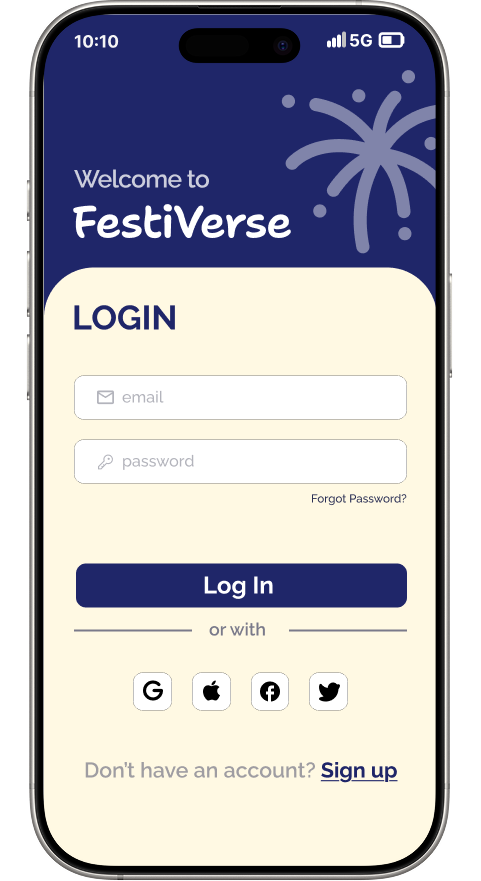 10:10 5G
Welcome to
FestiVerse
LOGIN
email
password
Forgot Password?
Log In
or with
Don't have an account? Sign up